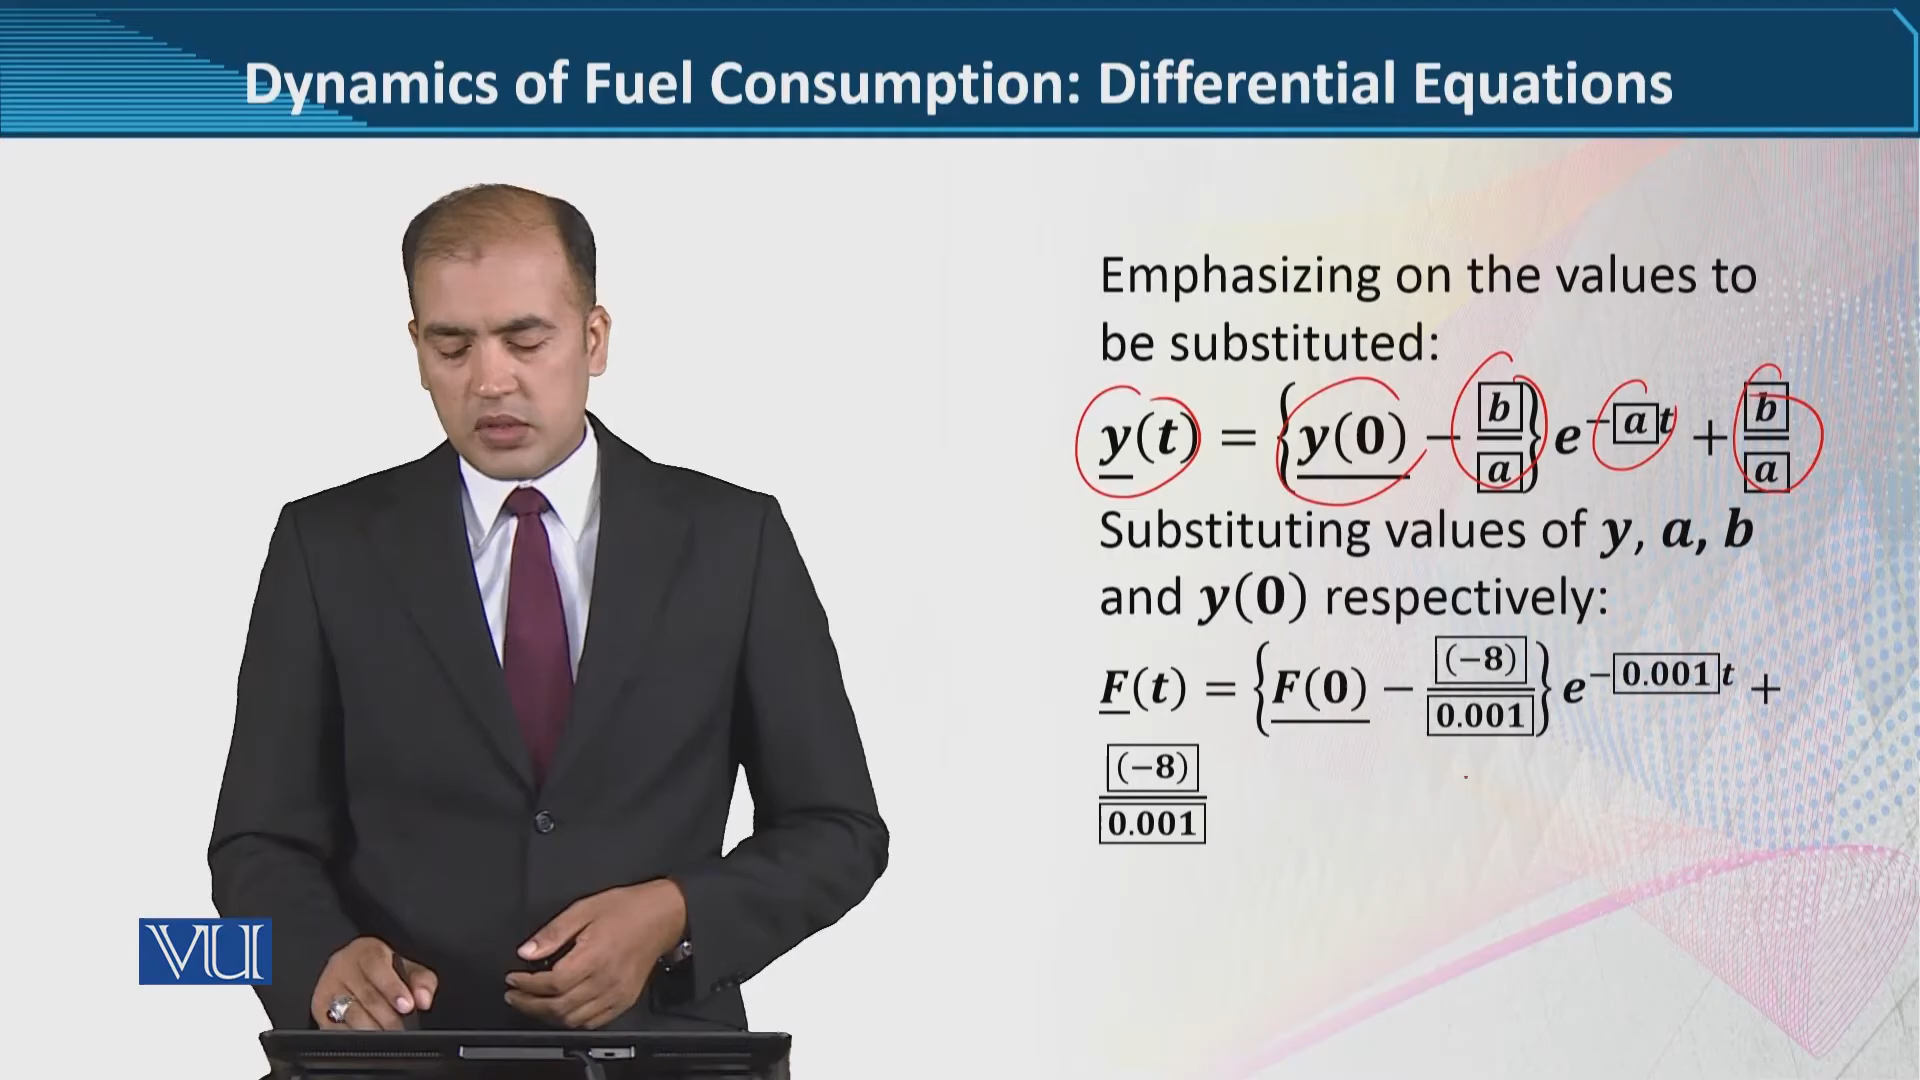 Dynamics of Fuel Consumption: Differential Equations
Emphasizing on the values to
be substituted:
y(t) = {y(0) − b/a} e^(−at) + b/a
Substituting values of y, a, b
and y(0) respectively:
F(t) = {F(0) − (−8)/0.001} e^(−0.001t) +
(−8)/0.001
VU